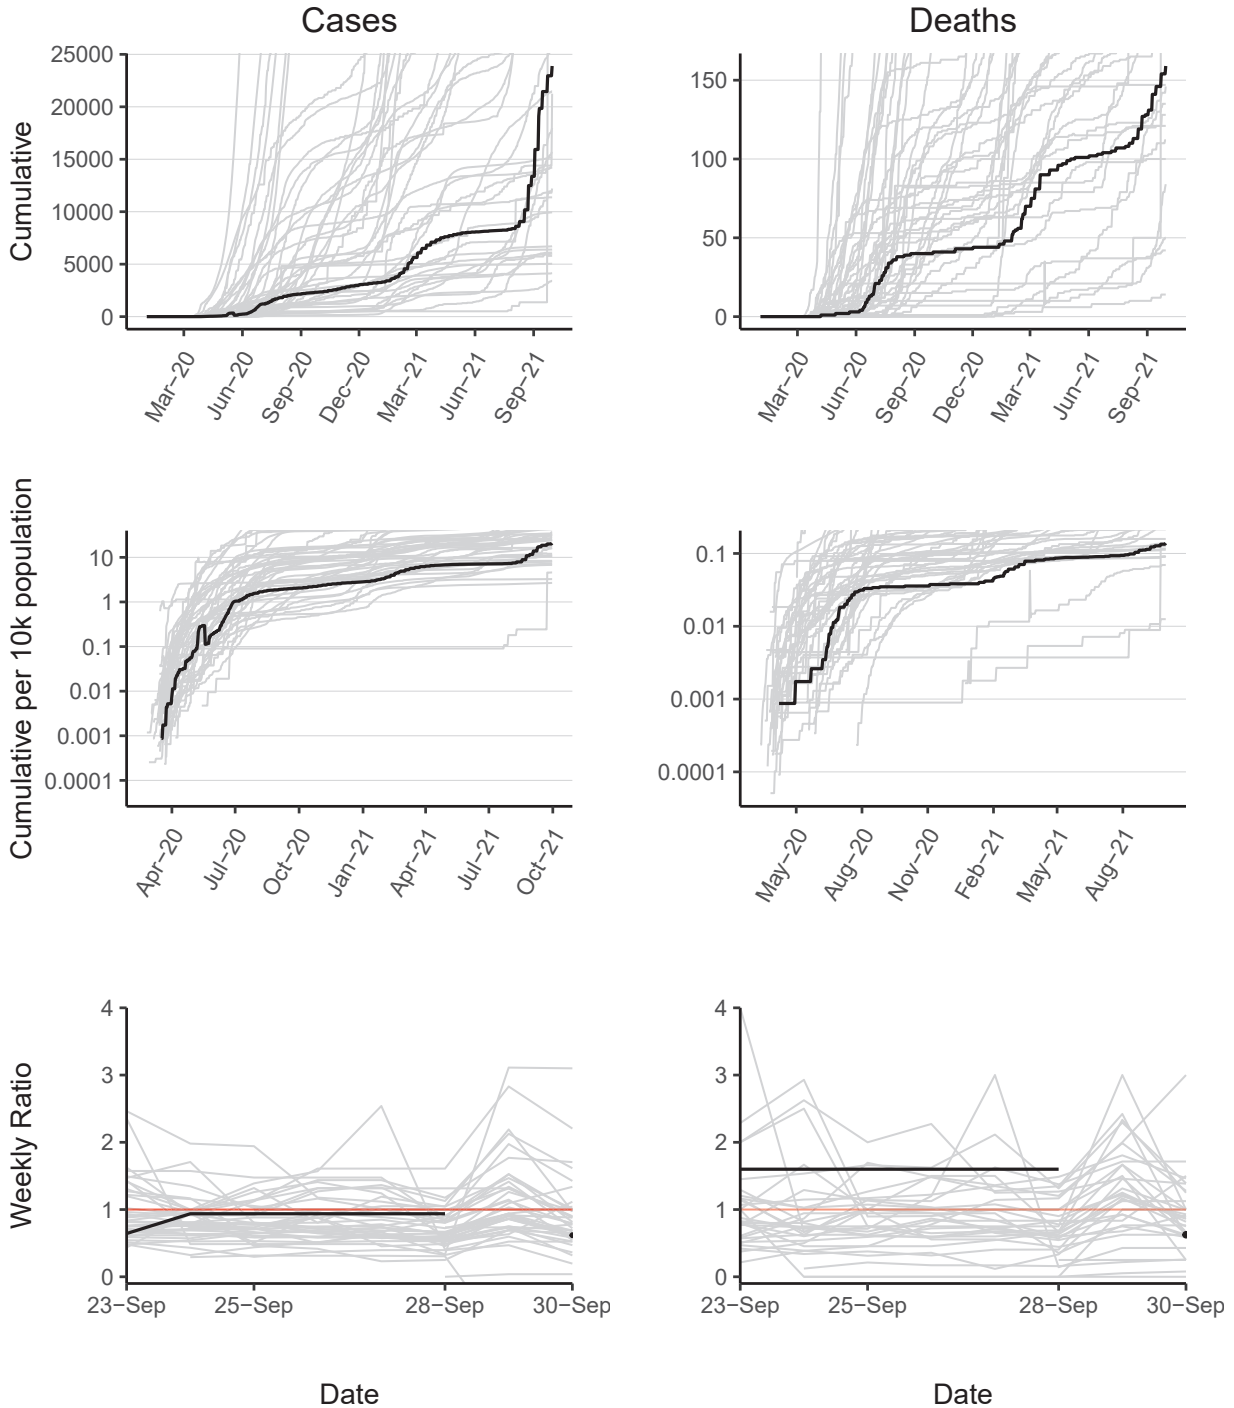 Cases
Deaths
Cumulative
25000
20000
15000
10000
5000
0
Mar−20
Jun−20
Sep−20
Dec−20
Mar−21
Jun−21
Sep−21
150
100
50
0
Mar−20
Jun−20
Sep−20
Dec−20
Mar−21
Jun−21
Sep−21
Cumulative per 10k population
10
1
0.1
0.01
0.001
0.0001
Apr−20
Jul−20
Oct−20
Jan−21
Apr−21
Jul−21
Oct−21
0.1
0.01
0.001
0.0001
May−20
Aug−20
Nov−20
Feb−21
May−21
Aug−21
Weekly Ratio
4
3
2
1
0
23−Sep
25−Sep
28−Sep
30−Sep
4
3
2
1
0
23−Sep
25−Sep
28−Sep
30−Sep
Date
Date